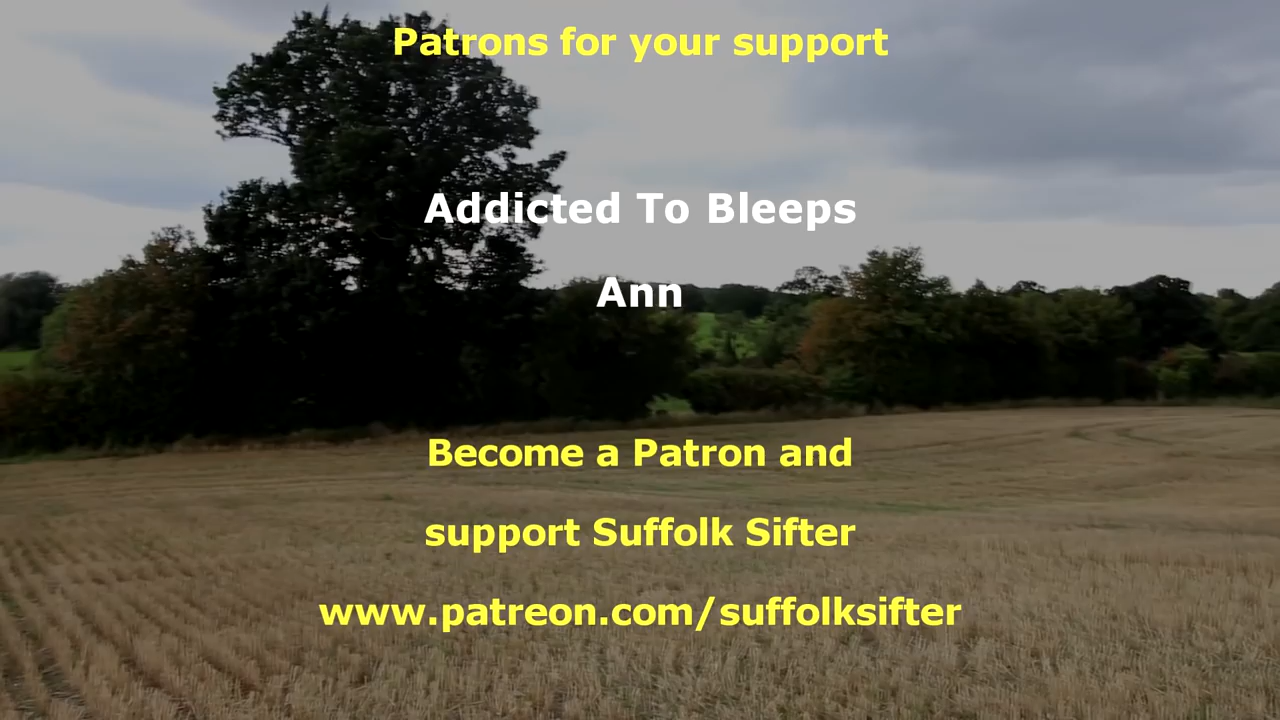 Patrons for your support
Addicted To Bleeps
Ann
Become a Patron and
support Suffolk Sifter
www.patreon.com/suffolksifter